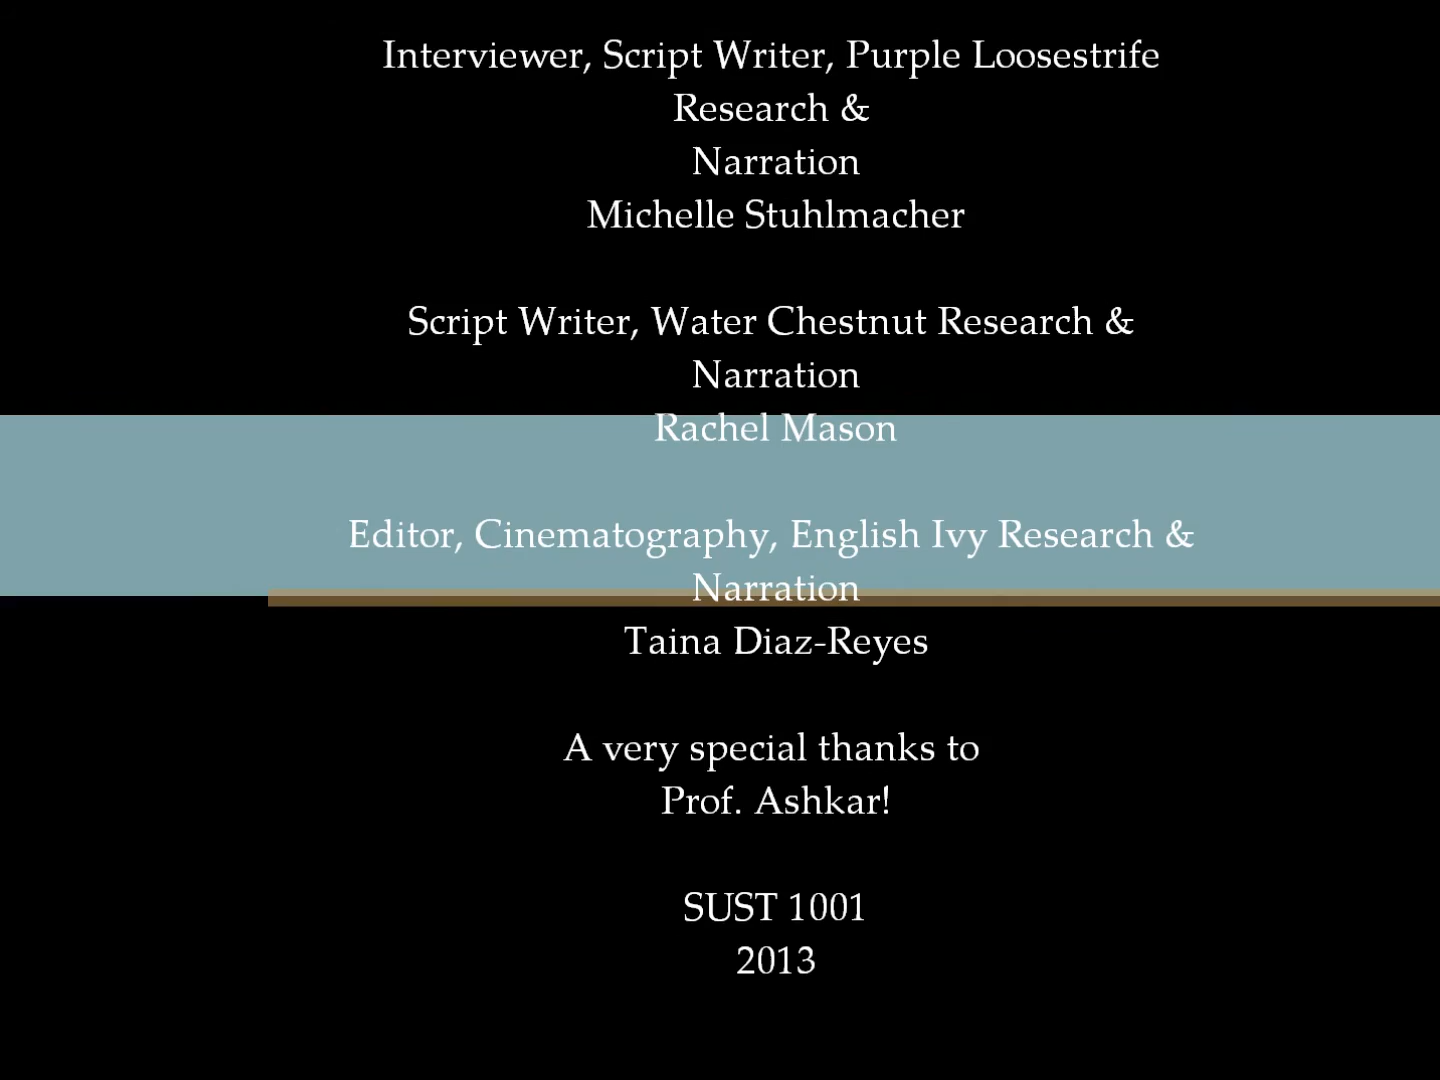 Interviewer, Script Writer, Purple Loosestrife
Research &
Narration
Michelle Stuhlmacher
Script Writer, Water Chestnut Research &
Narration
Rachel Mason
Editor, Cinematography, English Ivy Research &
Narration
Taina Diaz-Reyes
A very special thanks to
Prof. Ashkar!
SUST 1001
2013